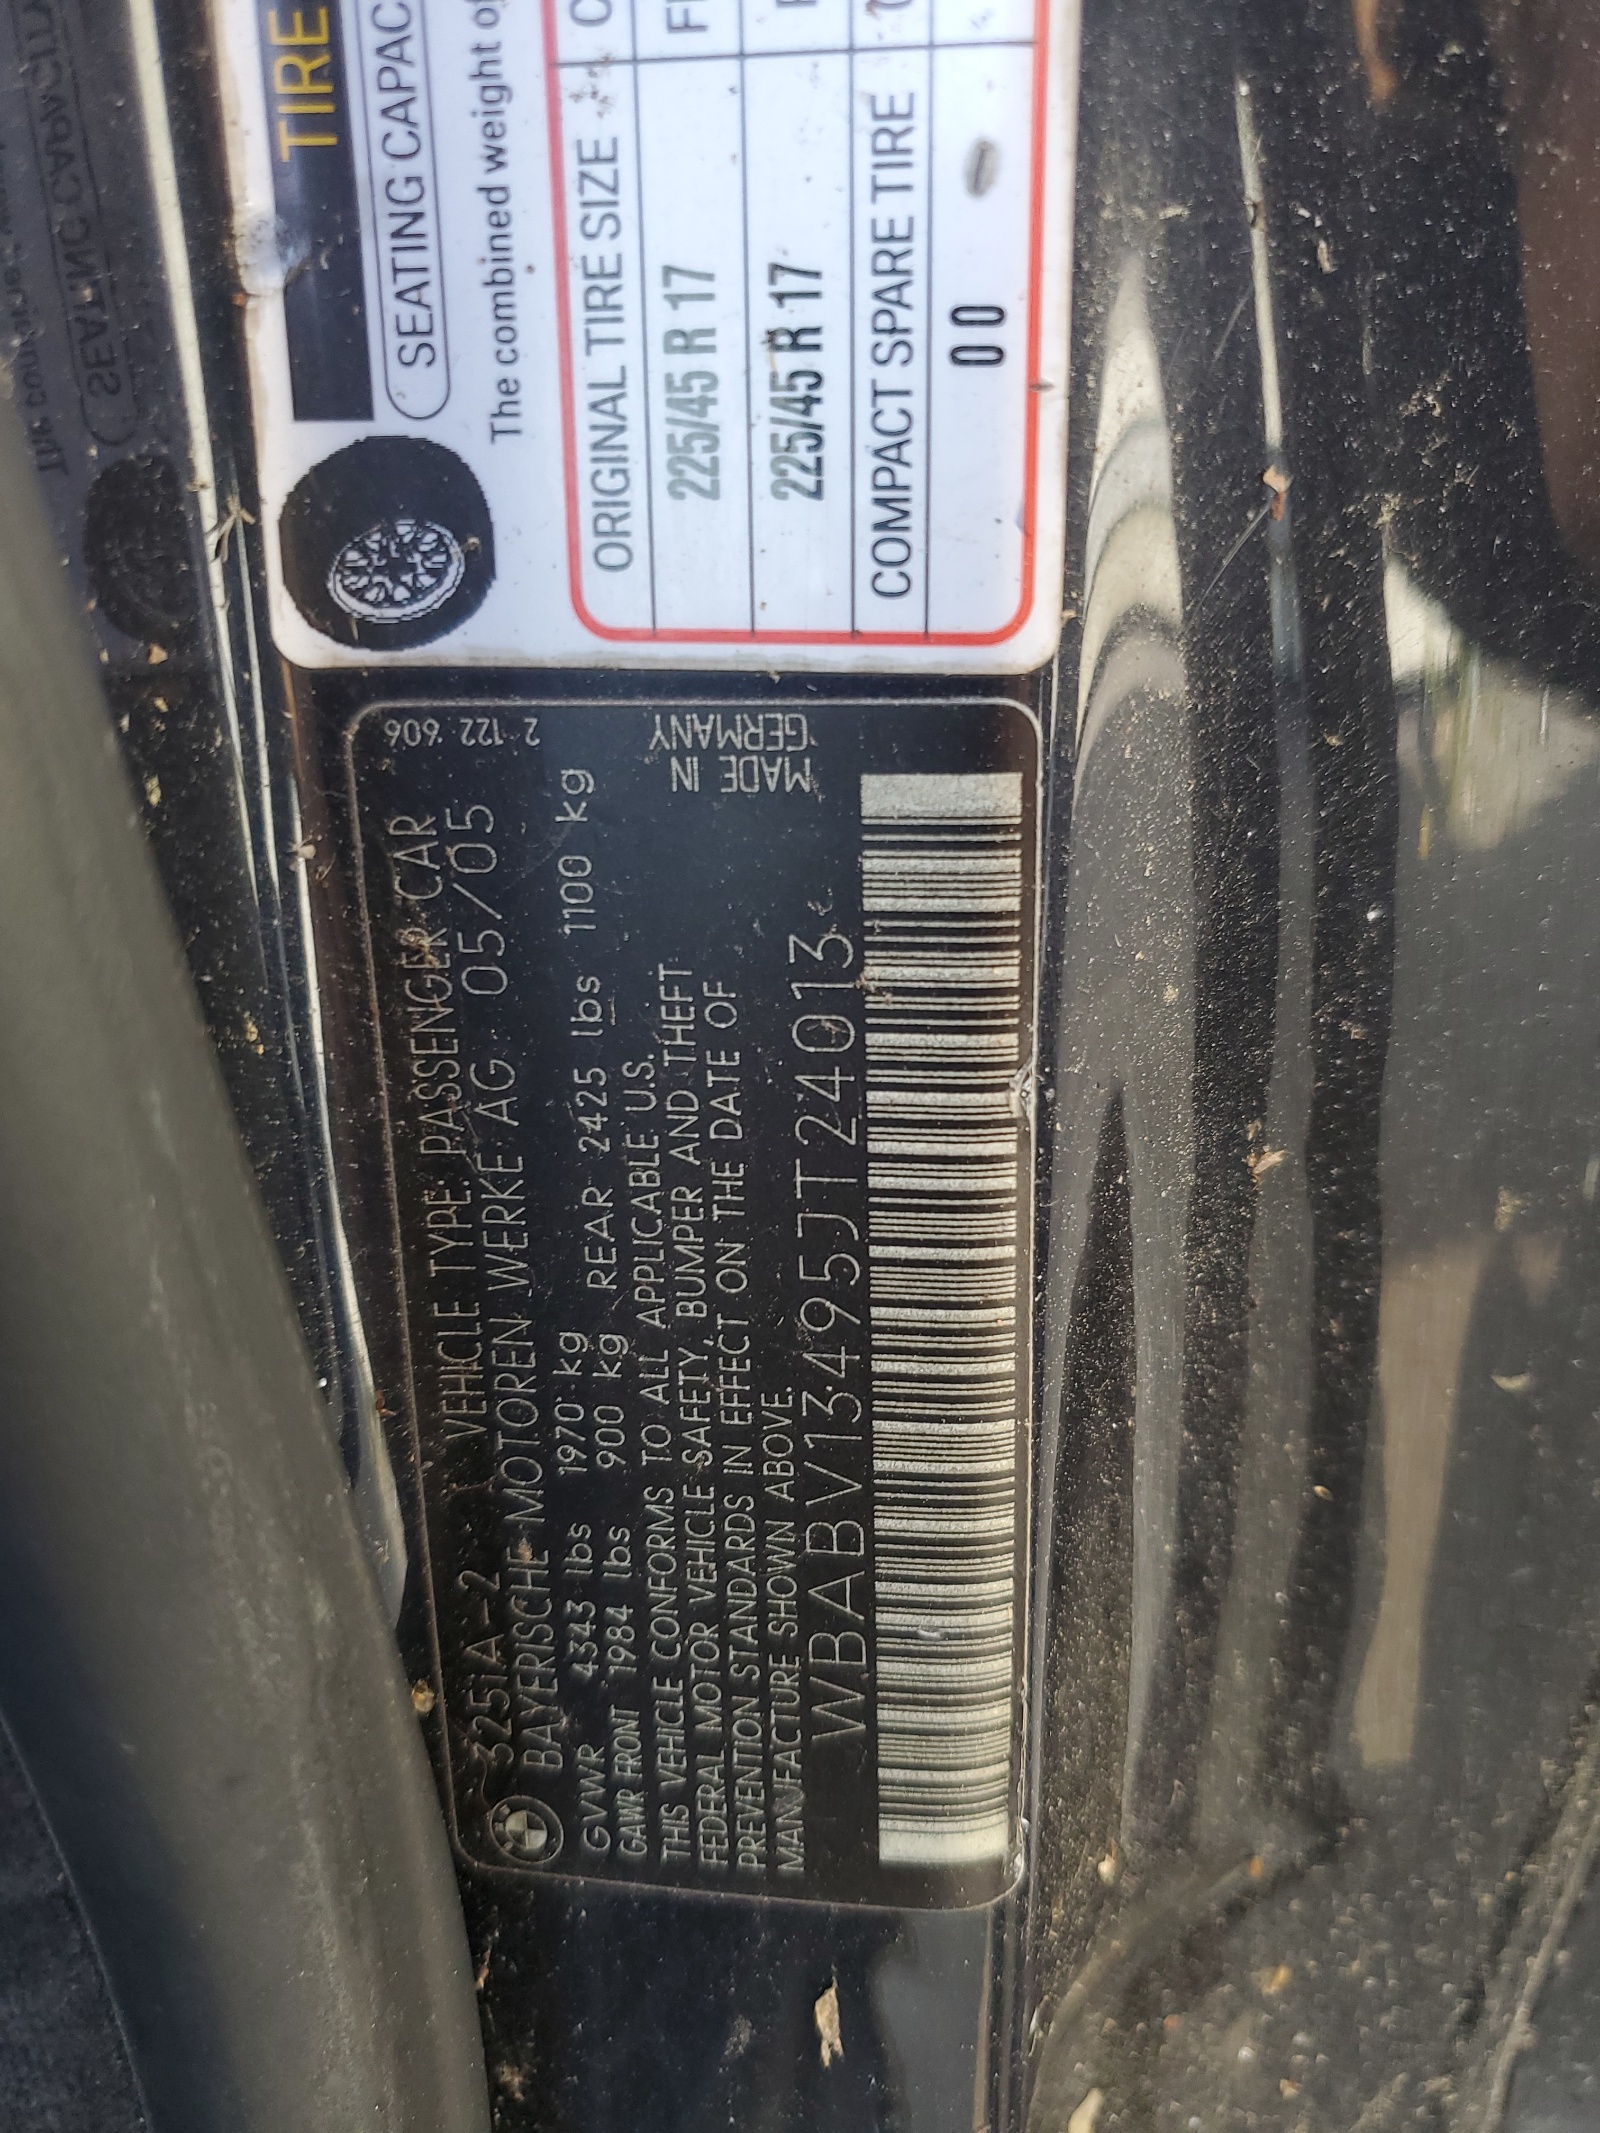 325iA-2 VEHICLE TYPE: PASSENGER CAR
BAYERISCHE MOTOREN WERKE AG 05/05
GVWR 4343 lbs 1970 kg
GAWR FRONT 1984 lbs 900 kg REAR 2425 lbs 1100 kg
THIS VEHICLE CONFORMS TO ALL APPLICABLE U.S.
FEDERAL MOTOR VEHICLE SAFETY, BUMPER AND THEFT
PREVENTION STANDARDS IN EFFECT ON THE DATE OF
MANUFACTURE SHOWN ABOVE.
WBABV13495JT24013
2 122 606
MADE IN
GERMANY
TIRE
SEATING CAPAC
The combined weight of
ORIGINAL TIRE SIZE
225/45 R 17
225/45 R 17
COMPACT SPARE TIRE
00